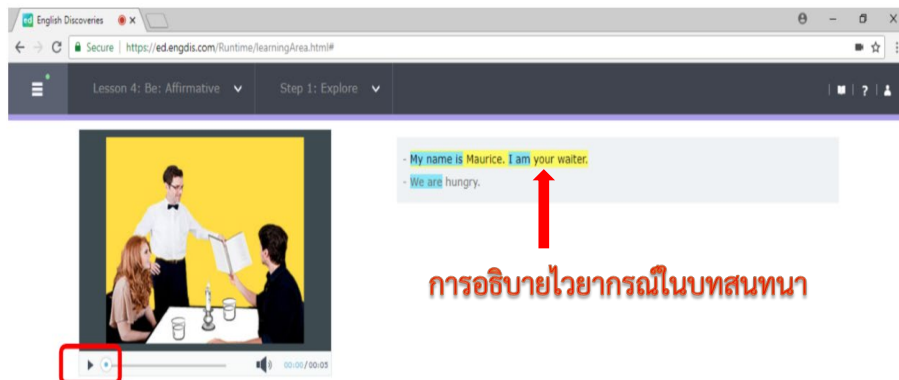 ed English Discoveries
Secure | https://ed.engdis.com/Runtime/learningArea.html#
Lesson 4: Be: Affirmative
Step 1: Explore
?
- My name is Maurice. I am your waiter.
- We are hungry.
การอธิบายไวยากรณ์ในบทสนทนา
00:00/00:05